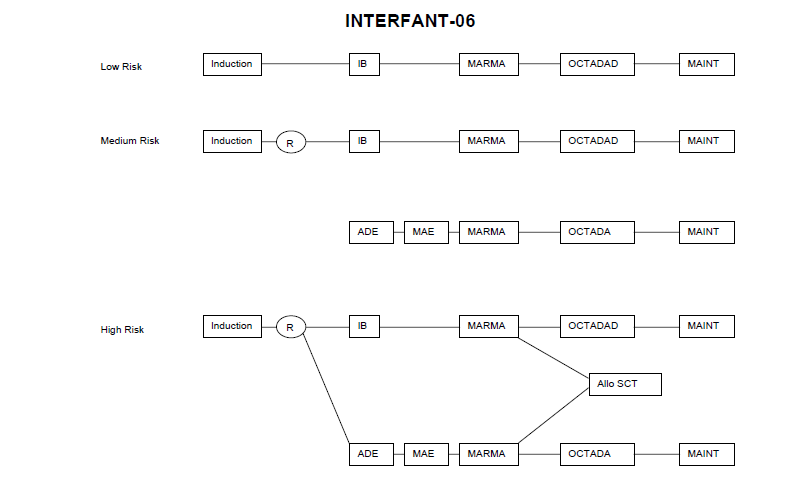 INTERFANT-06
Low Risk Induction IB MARMA OCTADAD MAINT
Medium Risk Induction R IB MARMA OCTADAD MAINT
ADE MAE MARMA OCTADA MAINT
High Risk Induction R IB MARMA OCTADAD MAINT
Allo SCT
ADE MAE MARMA OCTADA MAINT